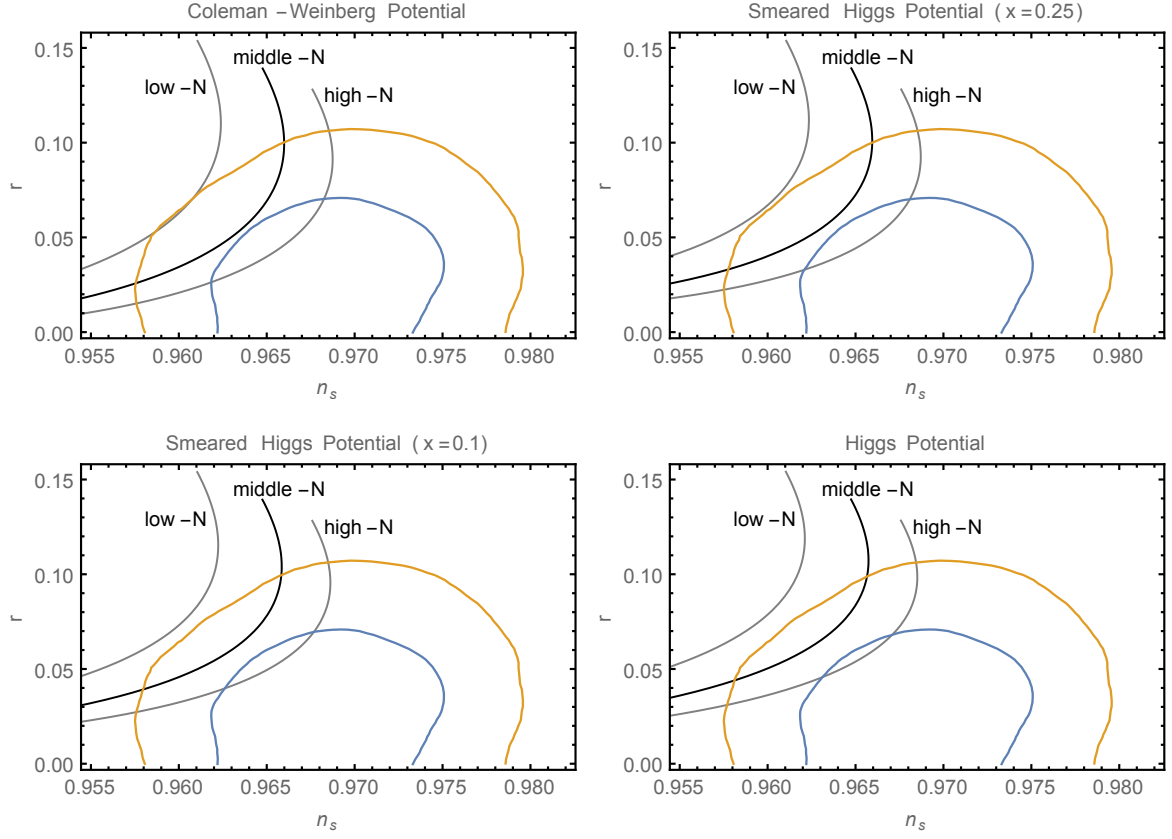 Coleman –Weinberg Potential
r
0.15
0.10
0.05
0.00
low –N
middle –N
high –N
0.955 0.960 0.965 0.970 0.975 0.980
n_s
Smeared Higgs Potential ( x = 0.25)
r
0.15
0.10
0.05
0.00
low –N
middle –N
high –N
0.955 0.960 0.965 0.970 0.975 0.980
n_s
Smeared Higgs Potential ( x = 0.1)
r
0.15
0.10
0.05
0.00
low –N
middle –N
high –N
0.955 0.960 0.965 0.970 0.975 0.980
n_s
Higgs Potential
r
0.15
0.10
0.05
0.00
low –N
middle –N
high –N
0.955 0.960 0.965 0.970 0.975 0.980
n_s